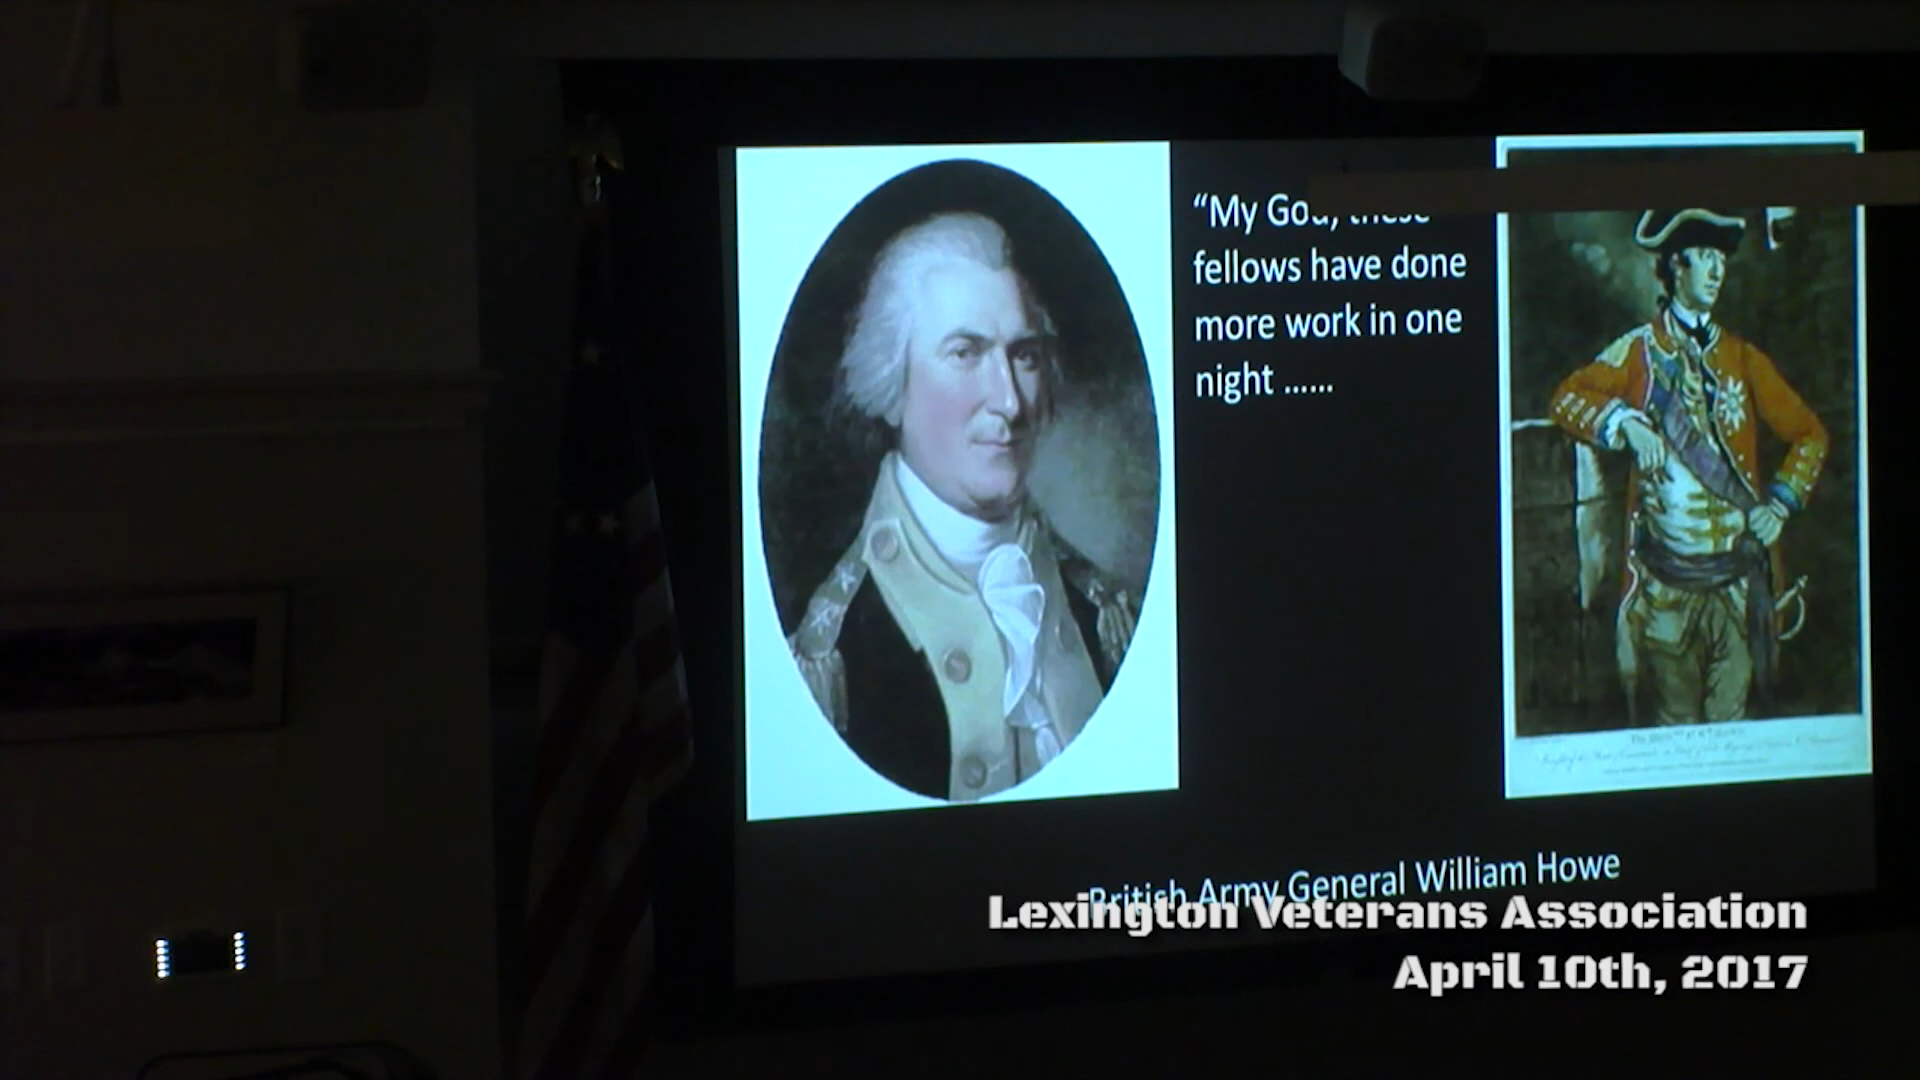 “My God, these
fellows have done
more work in one
night ......
British Army General William Howe
Lexington Veterans Association
April 10th, 2017